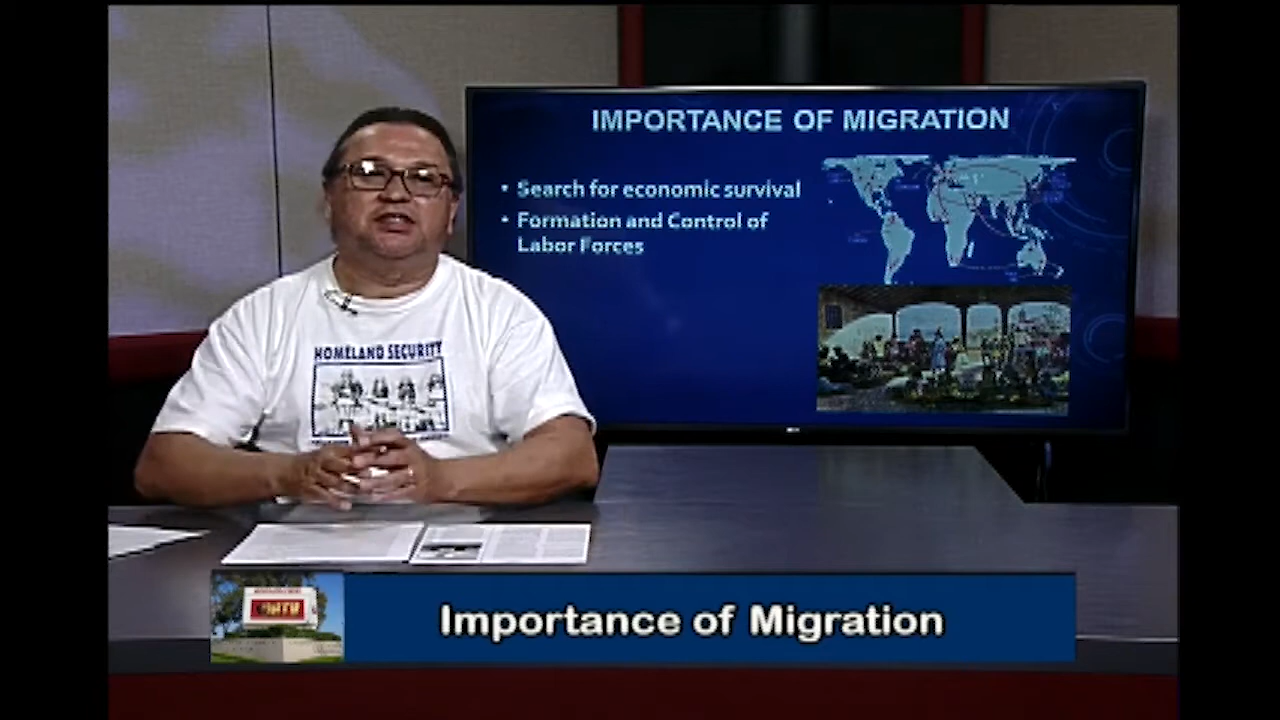 IMPORTANCE OF MIGRATION
• Search for economic survival
• Formation and Control of
Labor Forces
HOMELAND SECURITY
Importance of Migration